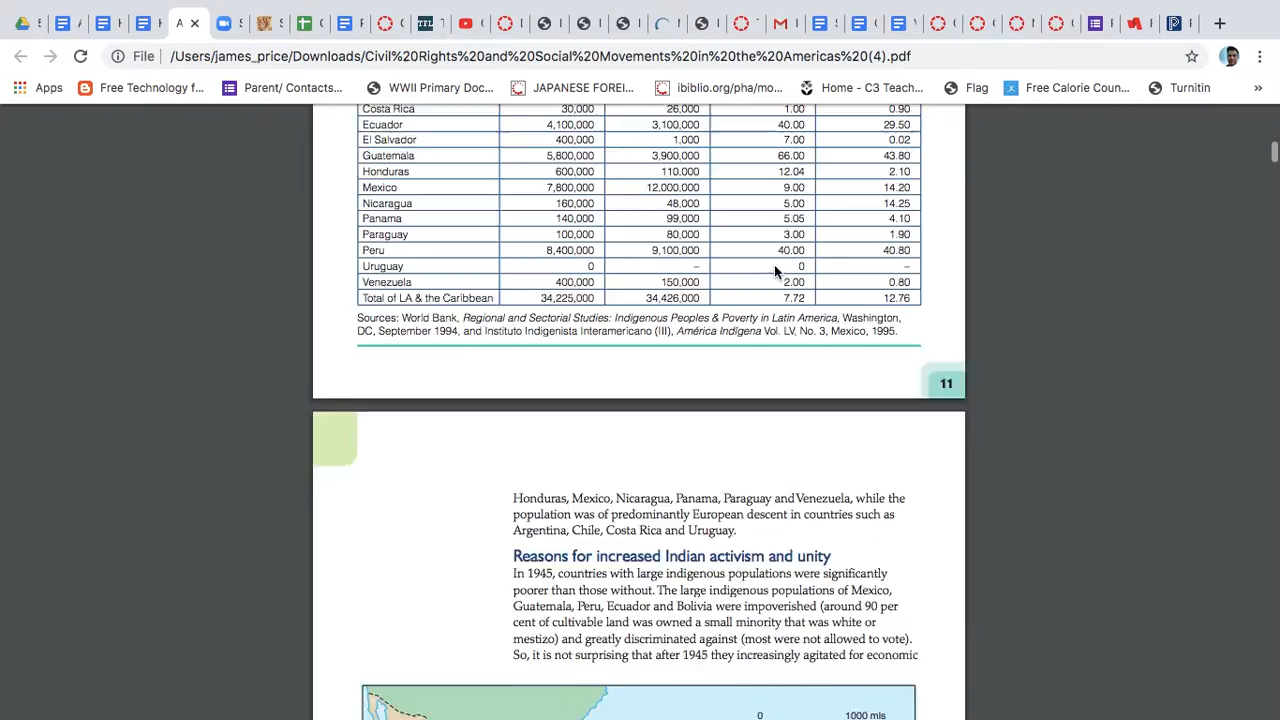 A
File /Users/james_price/Downloads/Civil%20Rights%20and%20Social%20Movements%20in%20the%20Americas%20(4).pdf
Apps Free Technology f... Parent/ Contacts... WWII Primary Doc... JAPANESE FOREI... ibiblio.org/pha/mo... Home - C3 Teach... Flag Free Calorie Coun... Turnitin »
Costa Rica 30,000 26,000 1.00 0.90
Ecuador 4,100,000 3,100,000 40.00 29.50
El Salvador 400,000 1,000 7.00 0.02
Guatemala 5,800,000 3,900,000 66.00 43.80
Honduras 600,000 110,000 12.04 2.10
Mexico 7,800,000 12,000,000 9.00 14.20
Nicaragua 160,000 48,000 5.00 14.25
Panama 140,000 99,000 5.05 4.10
Paraguay 100,000 80,000 3.00 1.90
Peru 8,400,000 9,100,000 40.00 40.80
Uruguay 0 – 0 –
Venezuela 400,000 150,000 2.00 0.80
Total of LA & the Caribbean 34,225,000 34,426,000 7.72 12.76
Sources: World Bank, Regional and Sectorial Studies: Indigenous Peoples & Poverty in Latin America, Washington,
DC, September 1994, and Instituto Indigenista Interamericano (III), América Indígena Vol. LV, No. 3, Mexico, 1995.
11
Honduras, Mexico, Nicaragua, Panama, Paraguay and Venezuela, while the
population was of predominantly European descent in countries such as
Argentina, Chile, Costa Rica and Uruguay.
Reasons for increased Indian activism and unity
In 1945, countries with large indigenous populations were significantly
poorer than those without. The large indigenous populations of Mexico,
Guatemala, Peru, Ecuador and Bolivia were impoverished (around 90 per
cent of cultivable land was owned a small minority that was white or
mestizo) and greatly discriminated against (most were not allowed to vote).
So, it is not surprising that after 1945 they increasingly agitated for economic
0 1000 mls